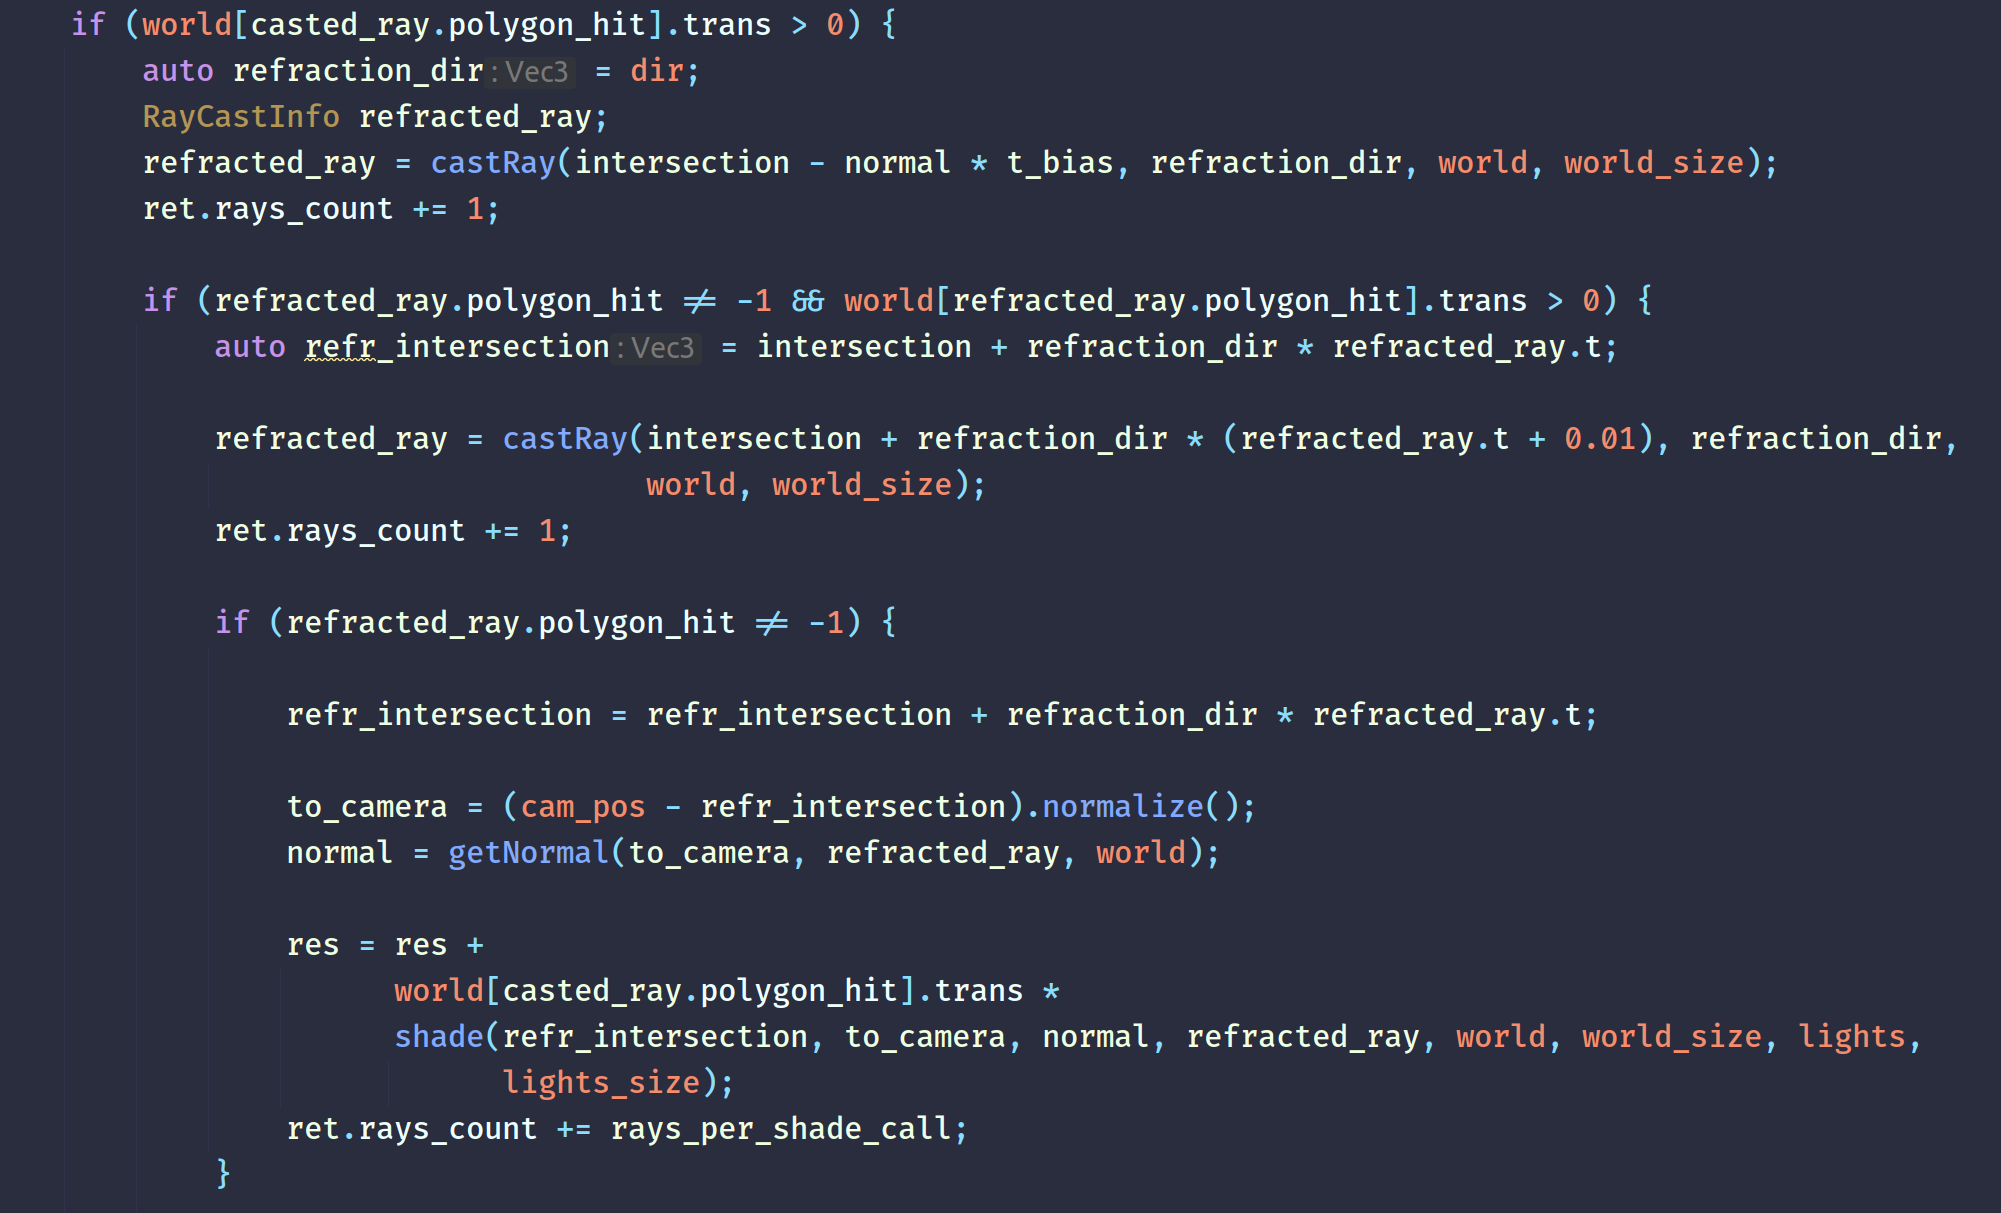 if (world[casted_ray.polygon_hit].trans > 0) {
auto refraction_dir: Vec3 = dir;
RayCastInfo refracted_ray;
refracted_ray = castRay(intersection - normal * t_bias, refraction_dir, world, world_size);
ret.rays_count += 1;
if (refracted_ray.polygon_hit ≠ -1 && world[refracted_ray.polygon_hit].trans > 0) {
auto refr_intersection: Vec3 = intersection + refraction_dir * refracted_ray.t;
refracted_ray = castRay(intersection + refraction_dir * (refracted_ray.t + 0.01), refraction_dir,
world, world_size);
ret.rays_count += 1;
if (refracted_ray.polygon_hit ≠ -1) {
refr_intersection = refr_intersection + refraction_dir * refracted_ray.t;
to_camera = (cam_pos - refr_intersection).normalize();
normal = getNormal(to_camera, refracted_ray, world);
res = res +
world[casted_ray.polygon_hit].trans *
shade(refr_intersection, to_camera, normal, refracted_ray, world, world_size, lights,
lights_size);
ret.rays_count += rays_per_shade_call;
}